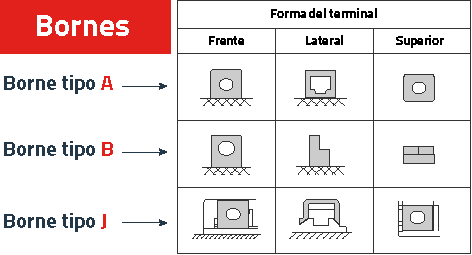 Bornes
Forma del terminal
Frente Lateral Superior
Borne tipo A
Borne tipo B
Borne tipo J